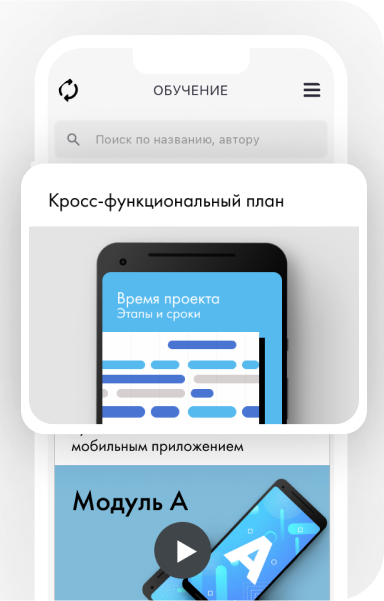 ОБУЧЕНИЕ
Поиск по названию, автору
Кросс-функциональный план
Время проекта
Этапы и сроки
мобильным приложением
Модуль А
А